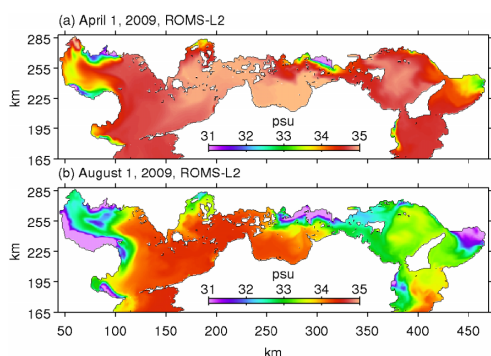 (a) April 1, 2009, ROMS-L2
285
255
225
195
165
km
psu
31 32 33 34 35
(b) August 1, 2009, ROMS-L2
285
255
225
195
165
km
psu
31 32 33 34 35
50 100 150 200 250 300 350 400 450
km